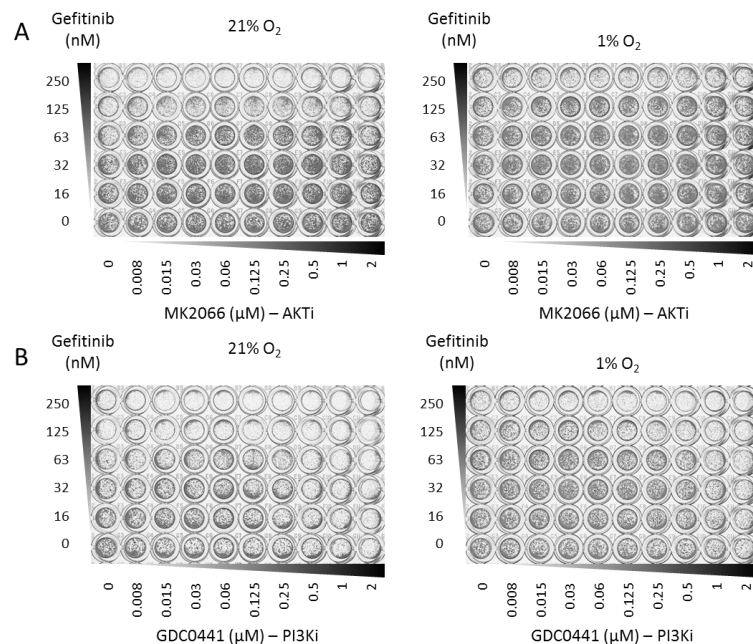 A
Gefitinib
(nM)
21% O₂
1% O₂
Gefitinib
(nM)
250
125
63
32
16
0
250
125
63
32
16
0
0 0.008 0.015 0.03 0.06 0.125 0.25 0.5 1 2
0 0.008 0.015 0.03 0.06 0.125 0.25 0.5 1 2
MK2066 (µM) – AKTi
MK2066 (µM) – AKTi
B
Gefitinib
(nM)
21% O₂
1% O₂
Gefitinib
(nM)
250
125
63
32
16
0
250
125
63
32
16
0
0 0.008 0.015 0.03 0.06 0.125 0.25 0.5 1 2
0 0.008 0.015 0.03 0.06 0.125 0.25 0.5 1 2
GDC0441 (µM) – PI3Ki
GDC0441 (µM) – PI3Ki